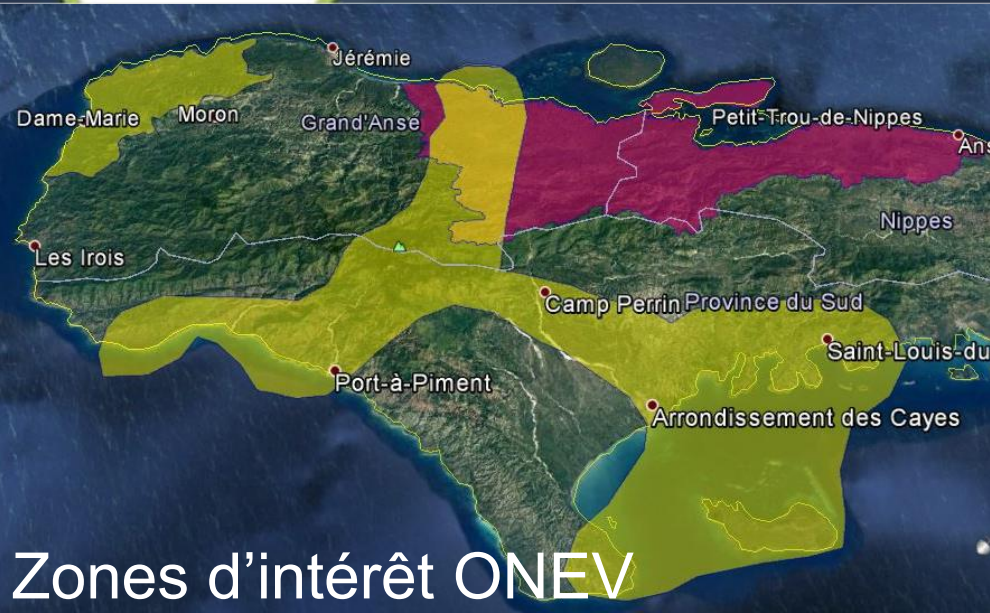 Jérémie
Dame-Marie
Moron
Grand'Anse
Petit-Trou-de-Nippes
Ans
Nippes
Les Irois
Camp Perrin
Province du Sud
Saint-Louis-du
Port-à-Piment
Arrondissement des Cayes
Zones d’intérêt ONEV